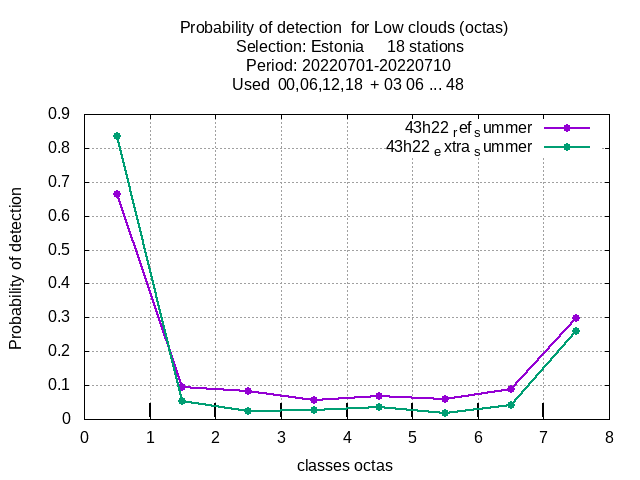 Probability of detection  for Low clouds (octas)
Selection: Estonia     18 stations
Period: 20220701-20220710
Used  00,06,12,18  + 03 06 ... 48
43h22 ref summer
43h22 extra summer
0.9
0.8
0.7
0.6
0.5
0.4
0.3
0.2
0.1
0
Probability of detection
0 1 2 3 4 5 6 7 8
classes octas